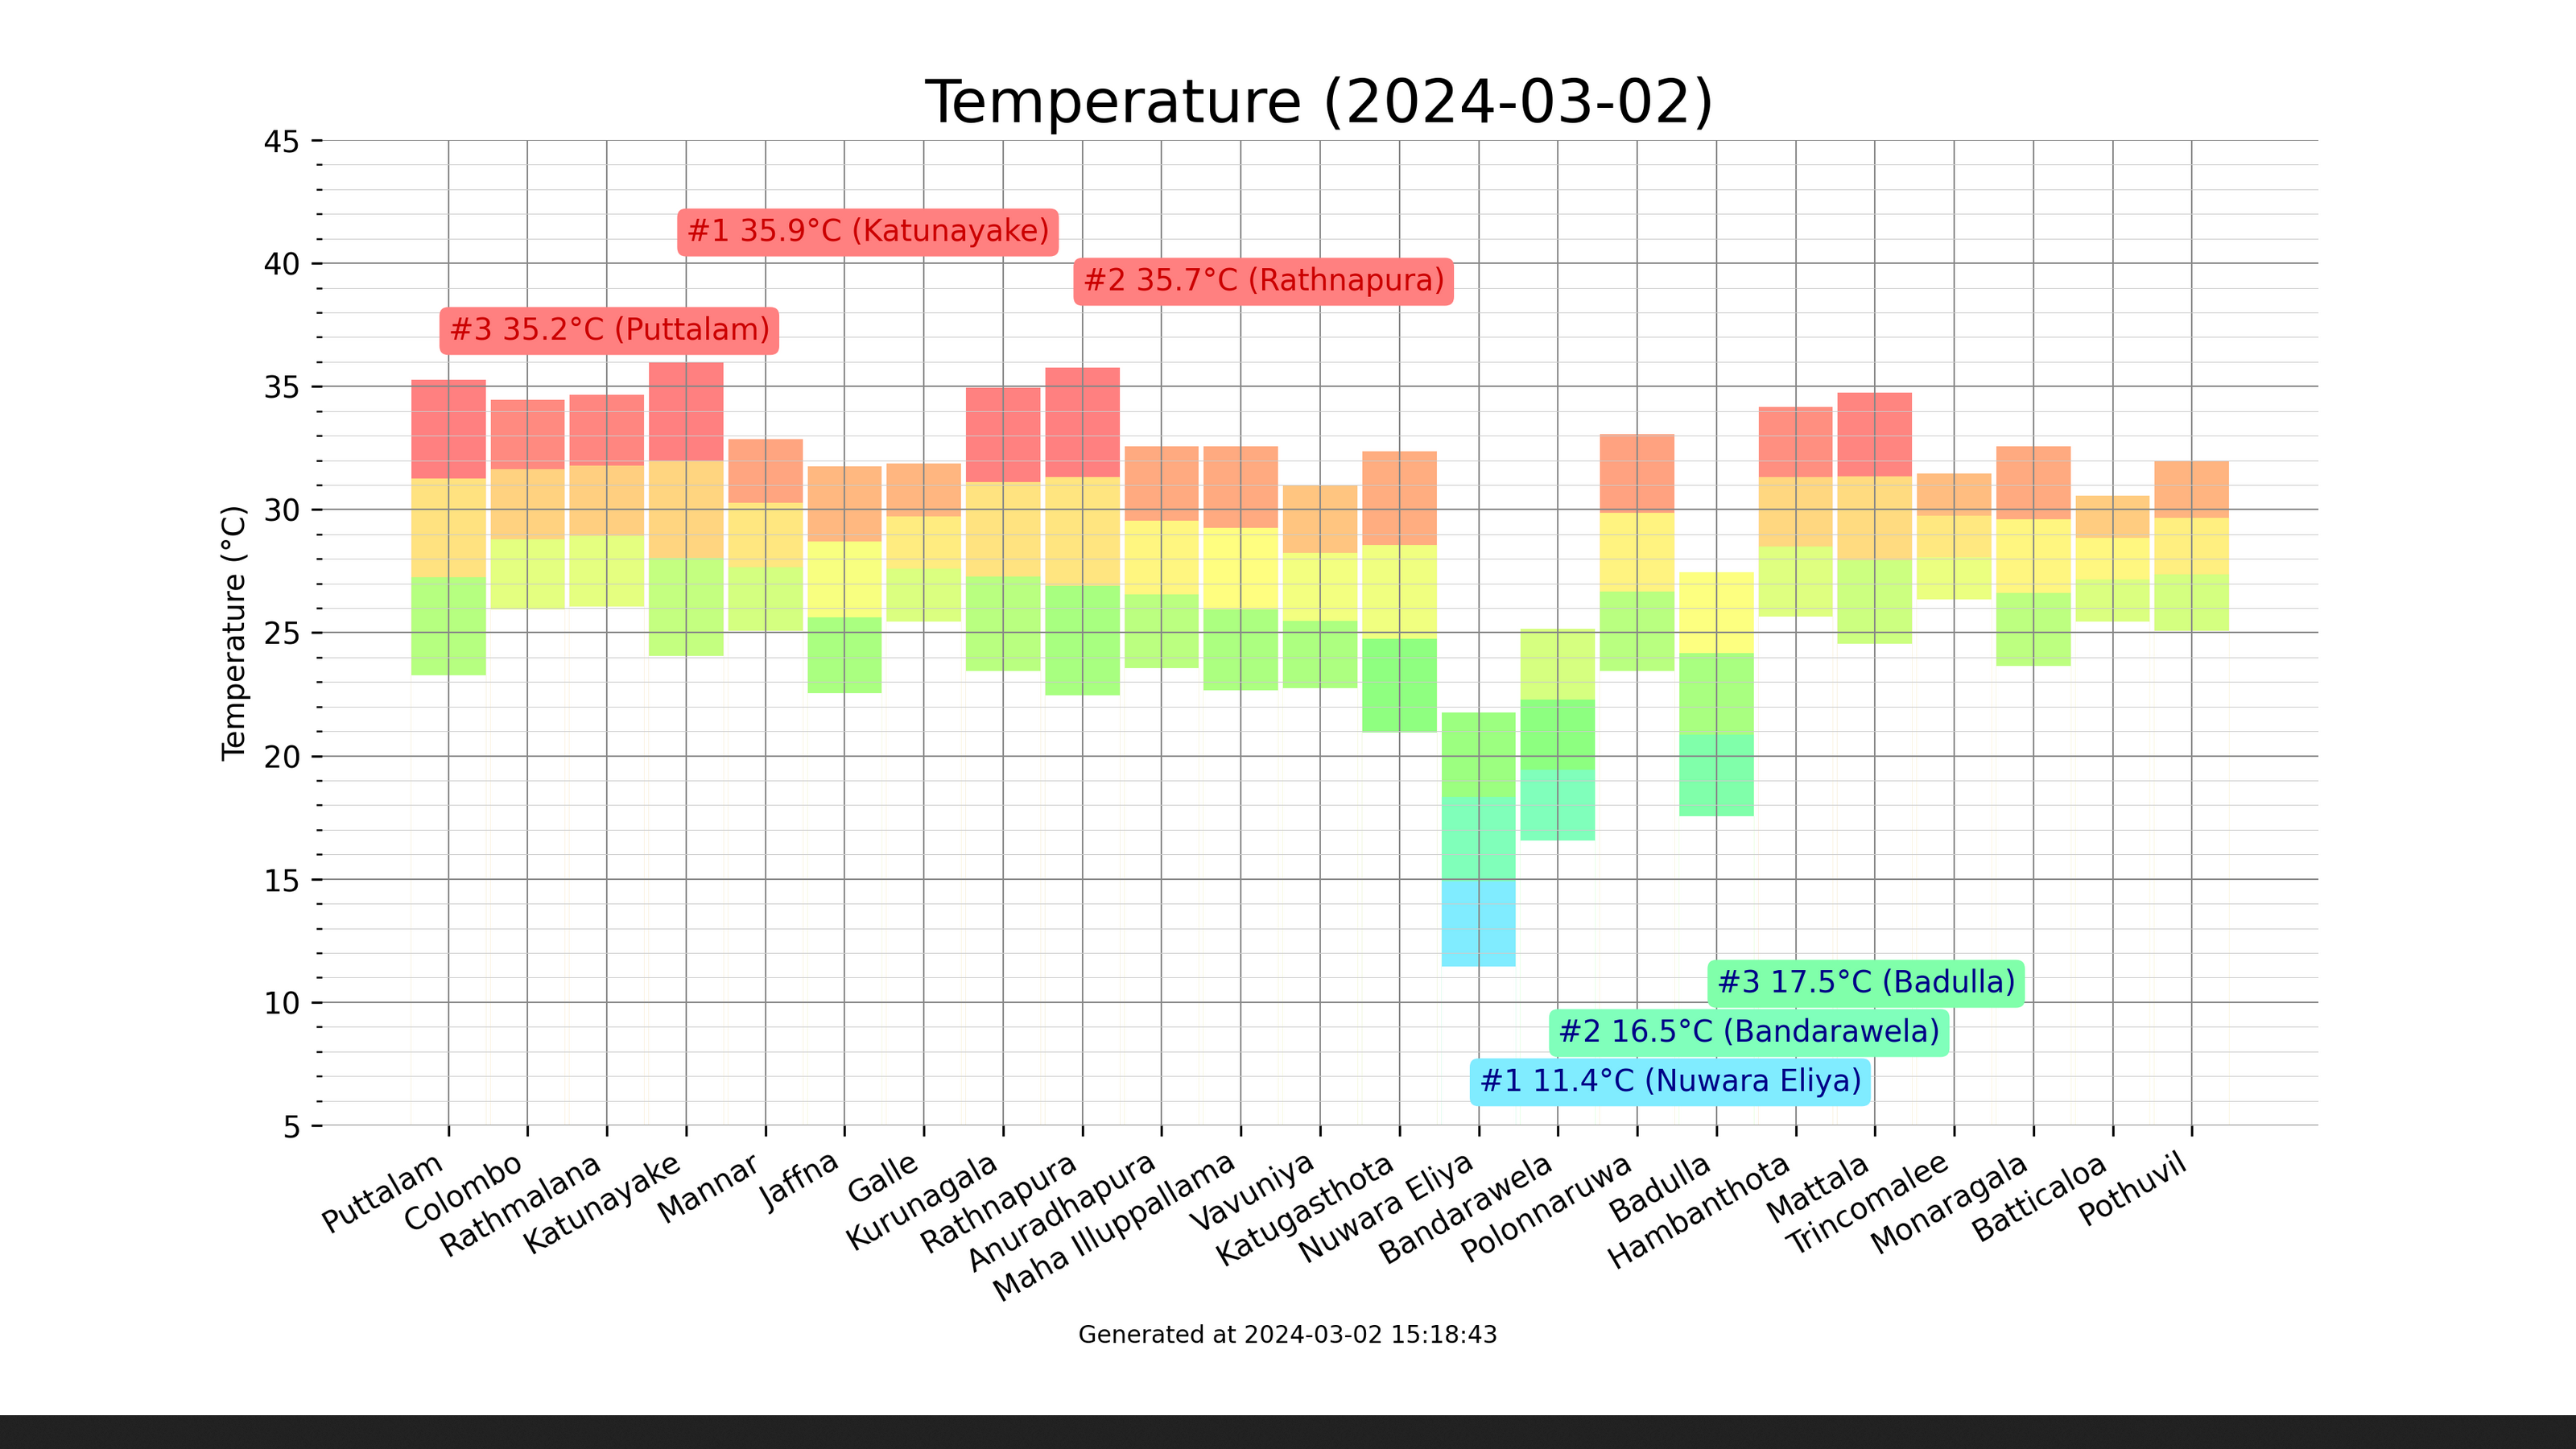 Temperature (2024-03-02)
45
40
35
30
25
20
15
10
5
Temperature (°C)
#1 35.9°C (Katunayake)
#2 35.7°C (Rathnapura)
#3 35.2°C (Puttalam)
#3 17.5°C (Badulla)
#2 16.5°C (Bandarawela)
#1 11.4°C (Nuwara Eliya)
Puttalam
Colombo
Rathmalana
Katunayake
Mannar
Jaffna
Galle
Kurunagala
Rathnapura
Anuradhapura
Maha Illuppallama
Vavuniya
Katugasthota
Nuwara Eliya
Bandarawela
Polonnaruwa
Badulla
Hambanthota
Mattala
Trincomalee
Monaragala
Batticaloa
Pothuvil
Generated at 2024-03-02 15:18:43